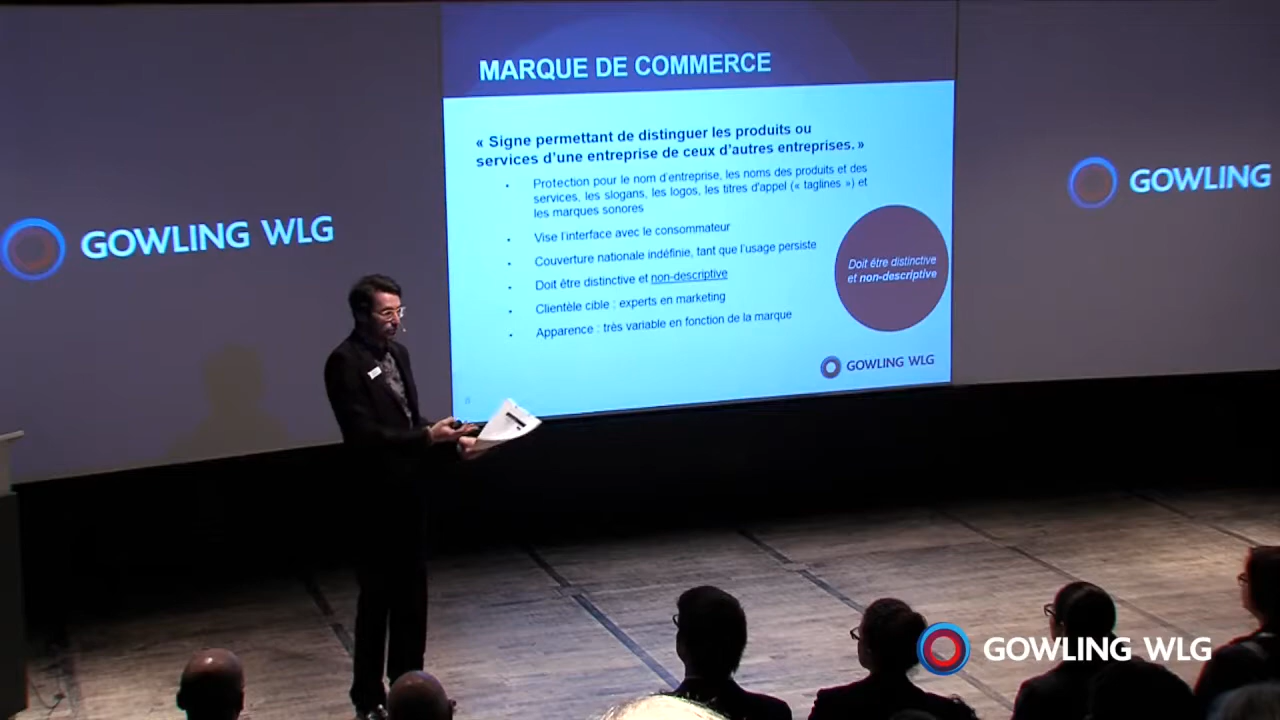 MARQUE DE COMMERCE
« Signe permettant de distinguer les produits ou
services d'une entreprise de ceux d'autres entreprises. »
• Protection pour le nom d'entreprise, les noms des produits et des
services, les slogans, les logos, les titres d'appel (« taglines ») et
les marques sonores
• Vise l'interface avec le consommateur
• Couverture nationale indéfinie, tant que l'usage persiste
• Doit être distinctive et non-descriptive
• Clientèle cible : experts en marketing
• Apparence : très variable en fonction de la marque
Doit être distinctive
et non-descriptive
GOWLING WLG
GOWLING WLG
GOWLING
GOWLING WLG